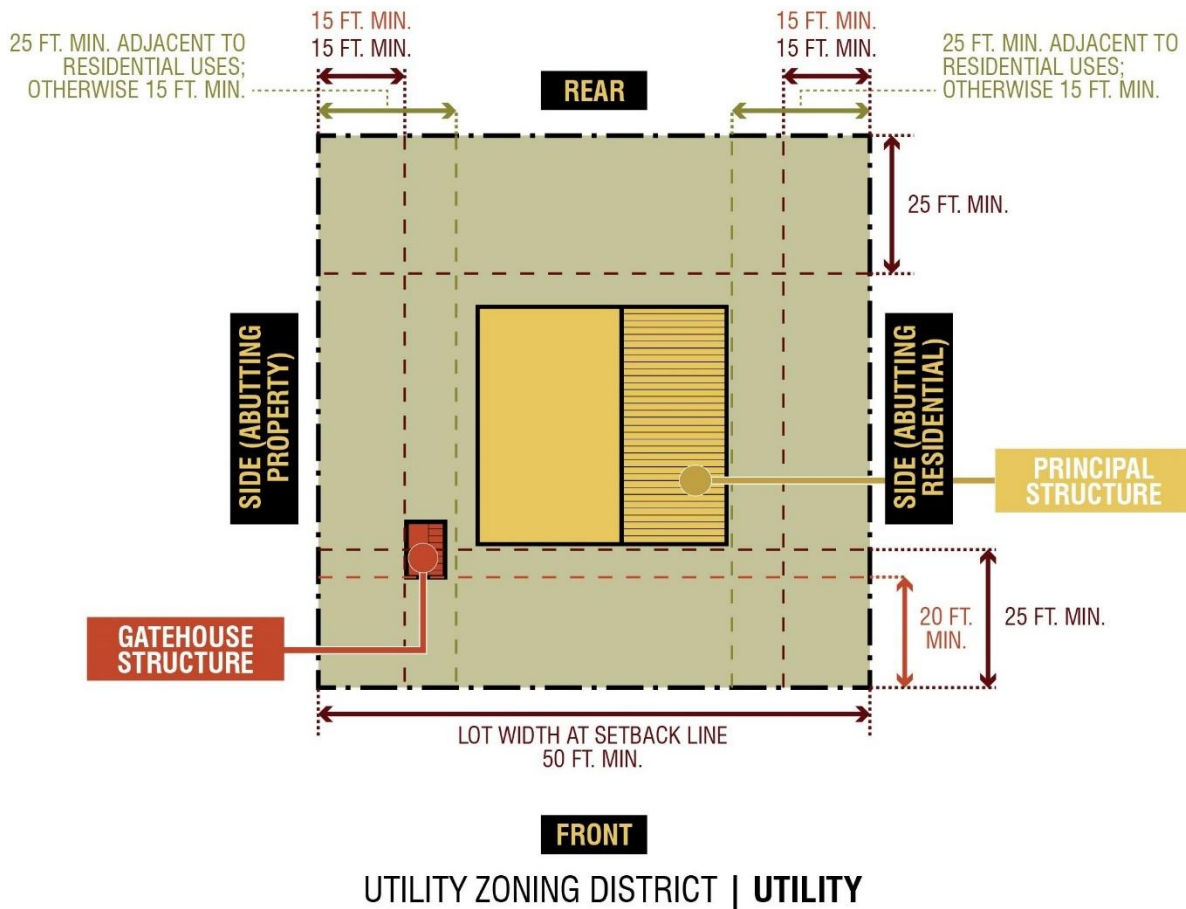 15 FT. MIN.
15 FT. MIN.
25 FT. MIN. ADJACENT TO
RESIDENTIAL USES;
OTHERWISE 15 FT. MIN.
15 FT. MIN.
15 FT. MIN.
25 FT. MIN. ADJACENT TO
RESIDENTIAL USES;
OTHERWISE 15 FT. MIN.
REAR
25 FT. MIN.
SIDE (ABUTTING
PROPERTY)
SIDE (ABUTTING
RESIDENTIAL)
PRINCIPAL
STRUCTURE
GATEHOUSE
STRUCTURE
20 FT.
MIN.
25 FT. MIN.
LOT WIDTH AT SETBACK LINE
50 FT. MIN.
FRONT
UTILITY ZONING DISTRICT | UTILITY